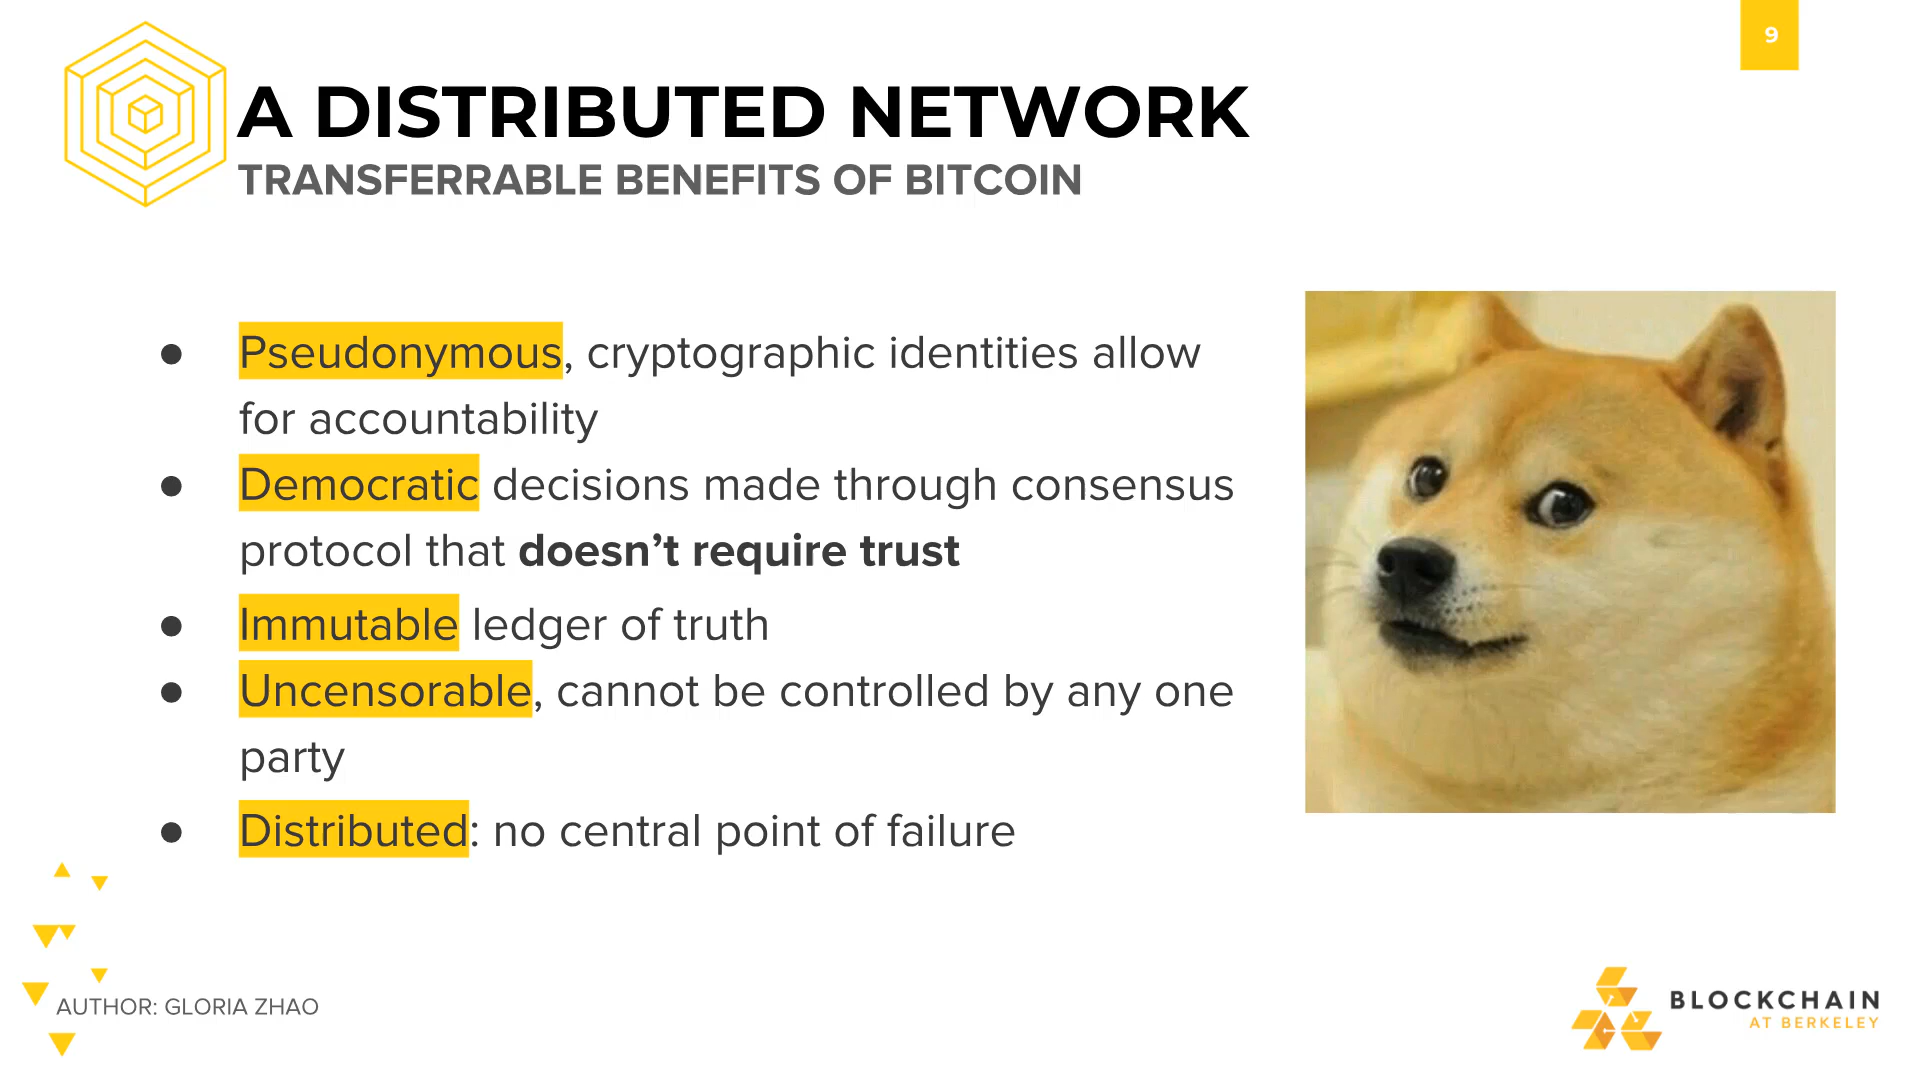 9
A DISTRIBUTED NETWORK
TRANSFERRABLE BENEFITS OF BITCOIN
● Pseudonymous, cryptographic identities allow
for accountability
● Democratic decisions made through consensus
protocol that doesn’t require trust
● Immutable ledger of truth
● Uncensorable, cannot be controlled by any one
party
● Distributed: no central point of failure
AUTHOR: GLORIA ZHAO
BLOCKCHAIN
AT BERKELEY